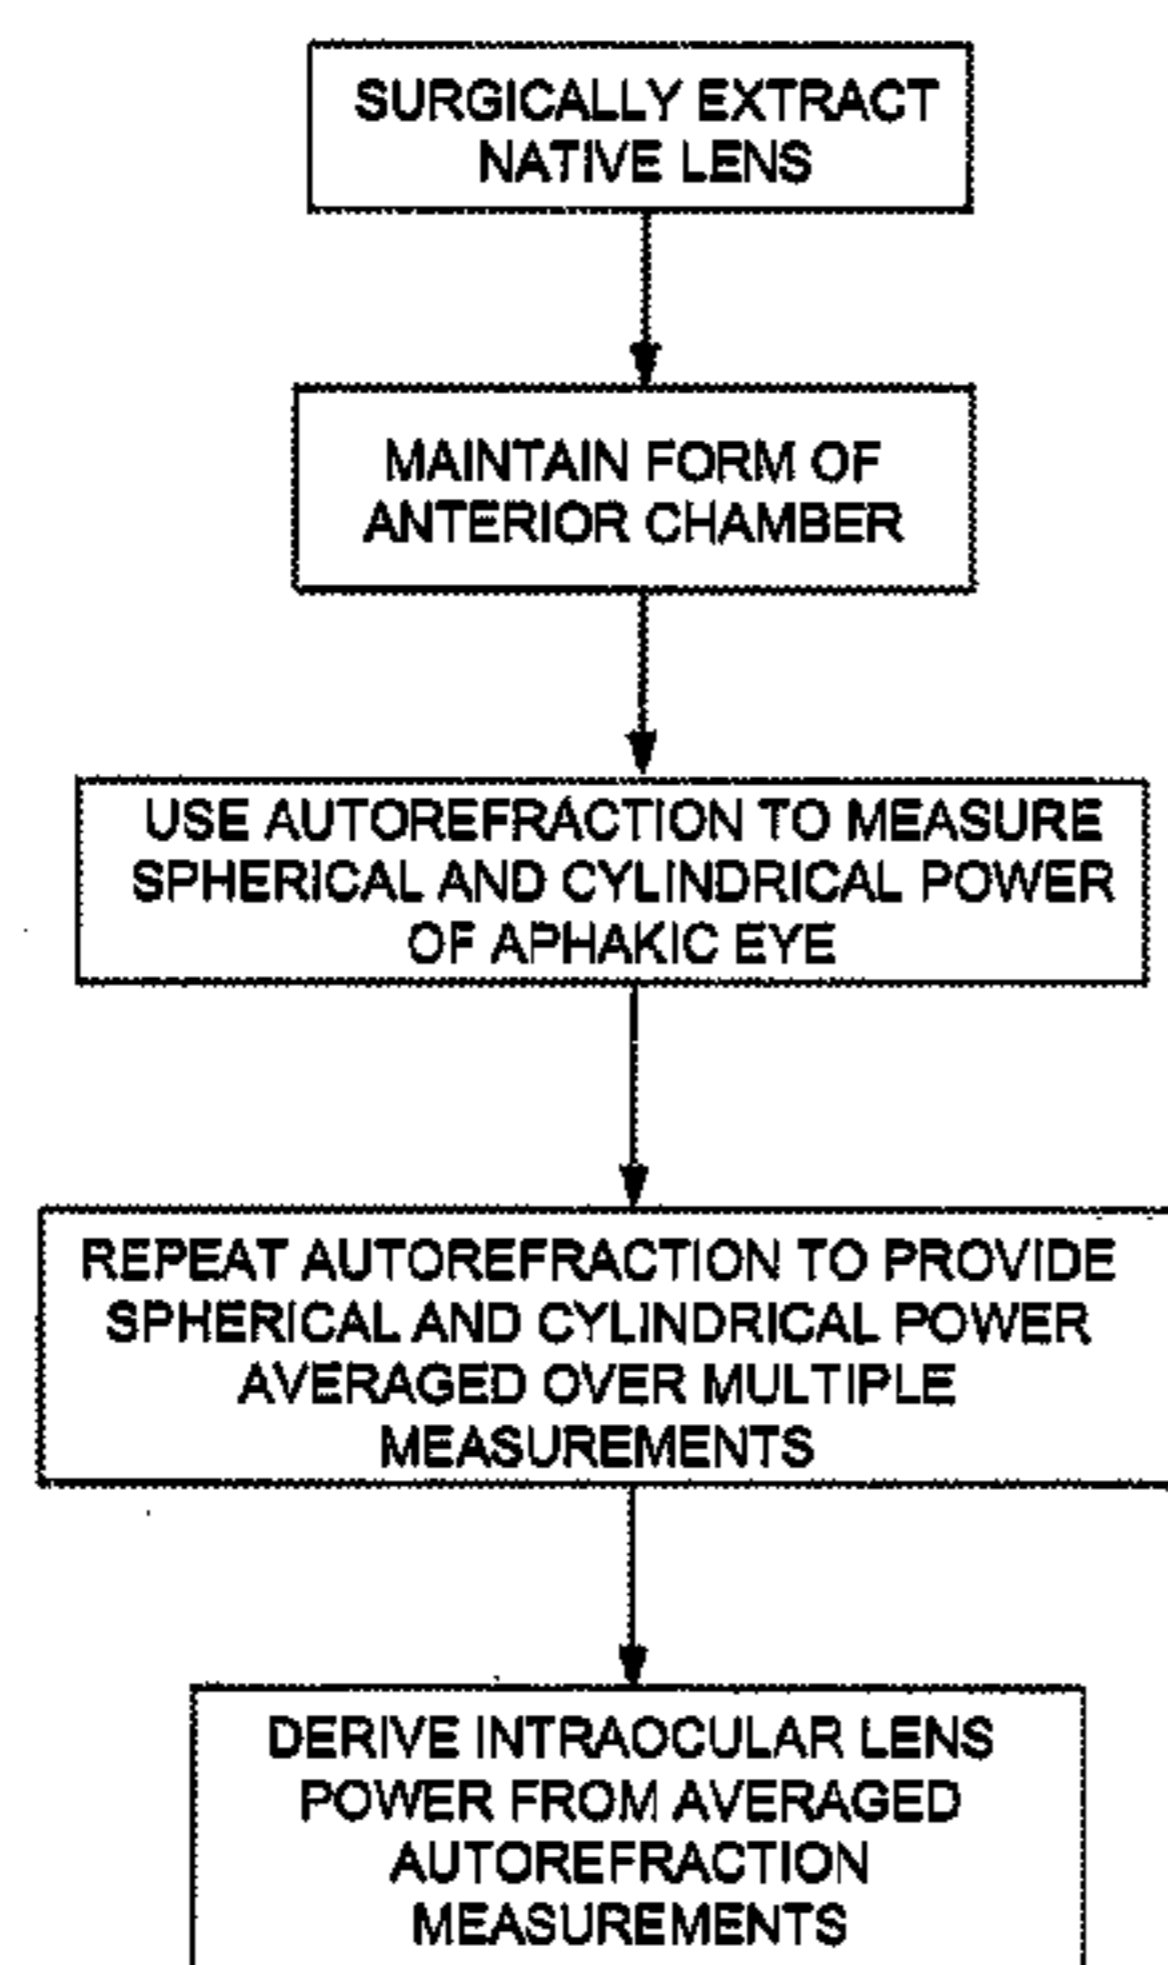 SURGICALLY EXTRACT
NATIVE LENS
MAINTAIN FORM OF
ANTERIOR CHAMBER
USE AUTOREFRACTION TO MEASURE
SPHERICAL AND CYLINDRICAL POWER
OF APHAKIC EYE
REPEAT AUTOREFRACTION TO PROVIDE
SPHERICAL AND CYLINDRICAL POWER
AVERAGED OVER MULTIPLE
MEASUREMENTS
DERIVE INTRAOCULAR LENS
POWER FROM AVERAGED
AUTOREFRACTION
MEASUREMENTS